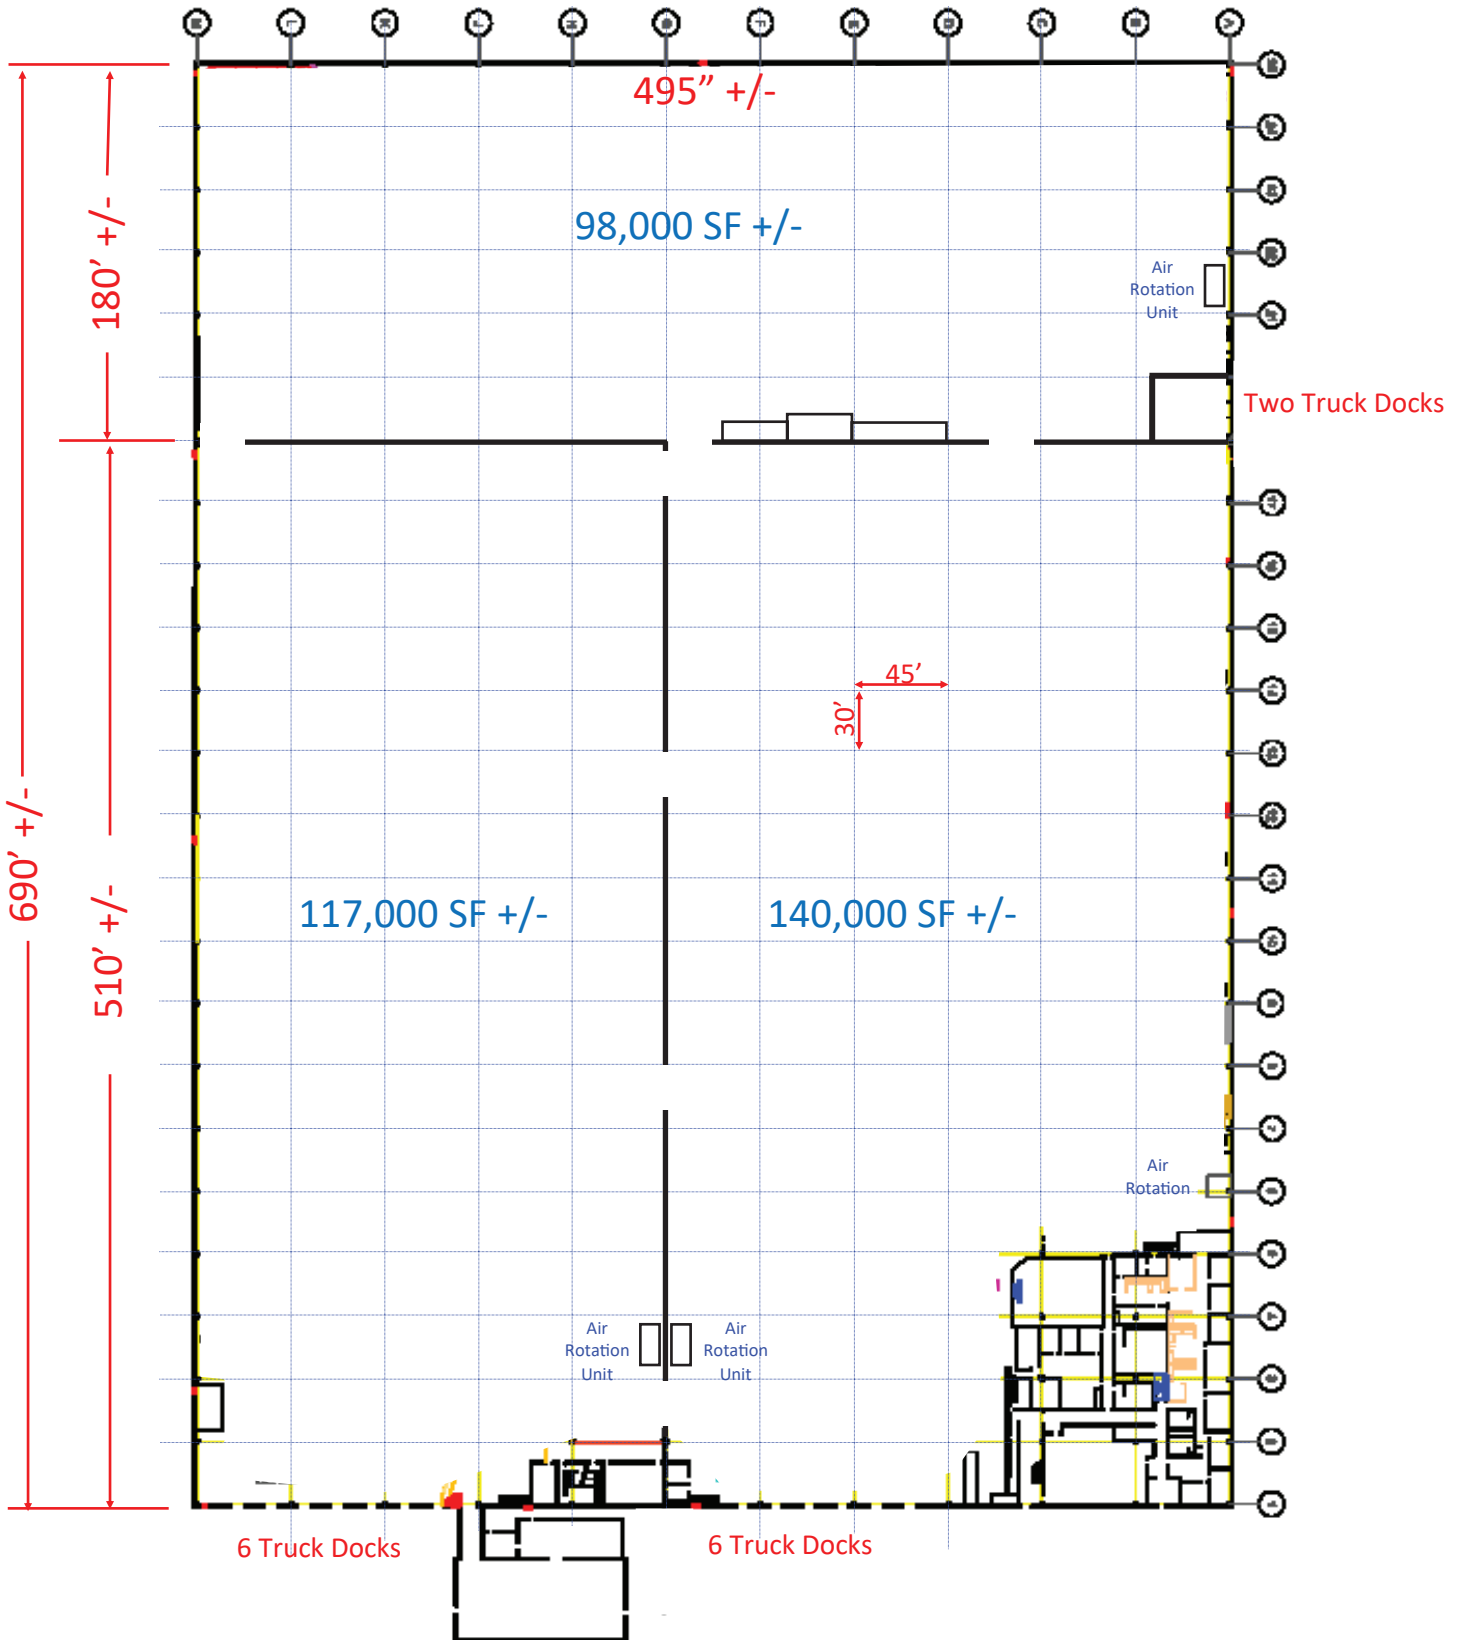 M L K J H G F E D C B A
495” +/-
180’ +/-
98,000 SF +/-
Air
Rotation
Unit
Two Truck Docks
45’
30’
690’ +/-
510’ +/-
117,000 SF +/-
140,000 SF +/-
Air
Rotation
Air
Rotation
Unit
Air
Rotation
Unit
6 Truck Docks
6 Truck Docks